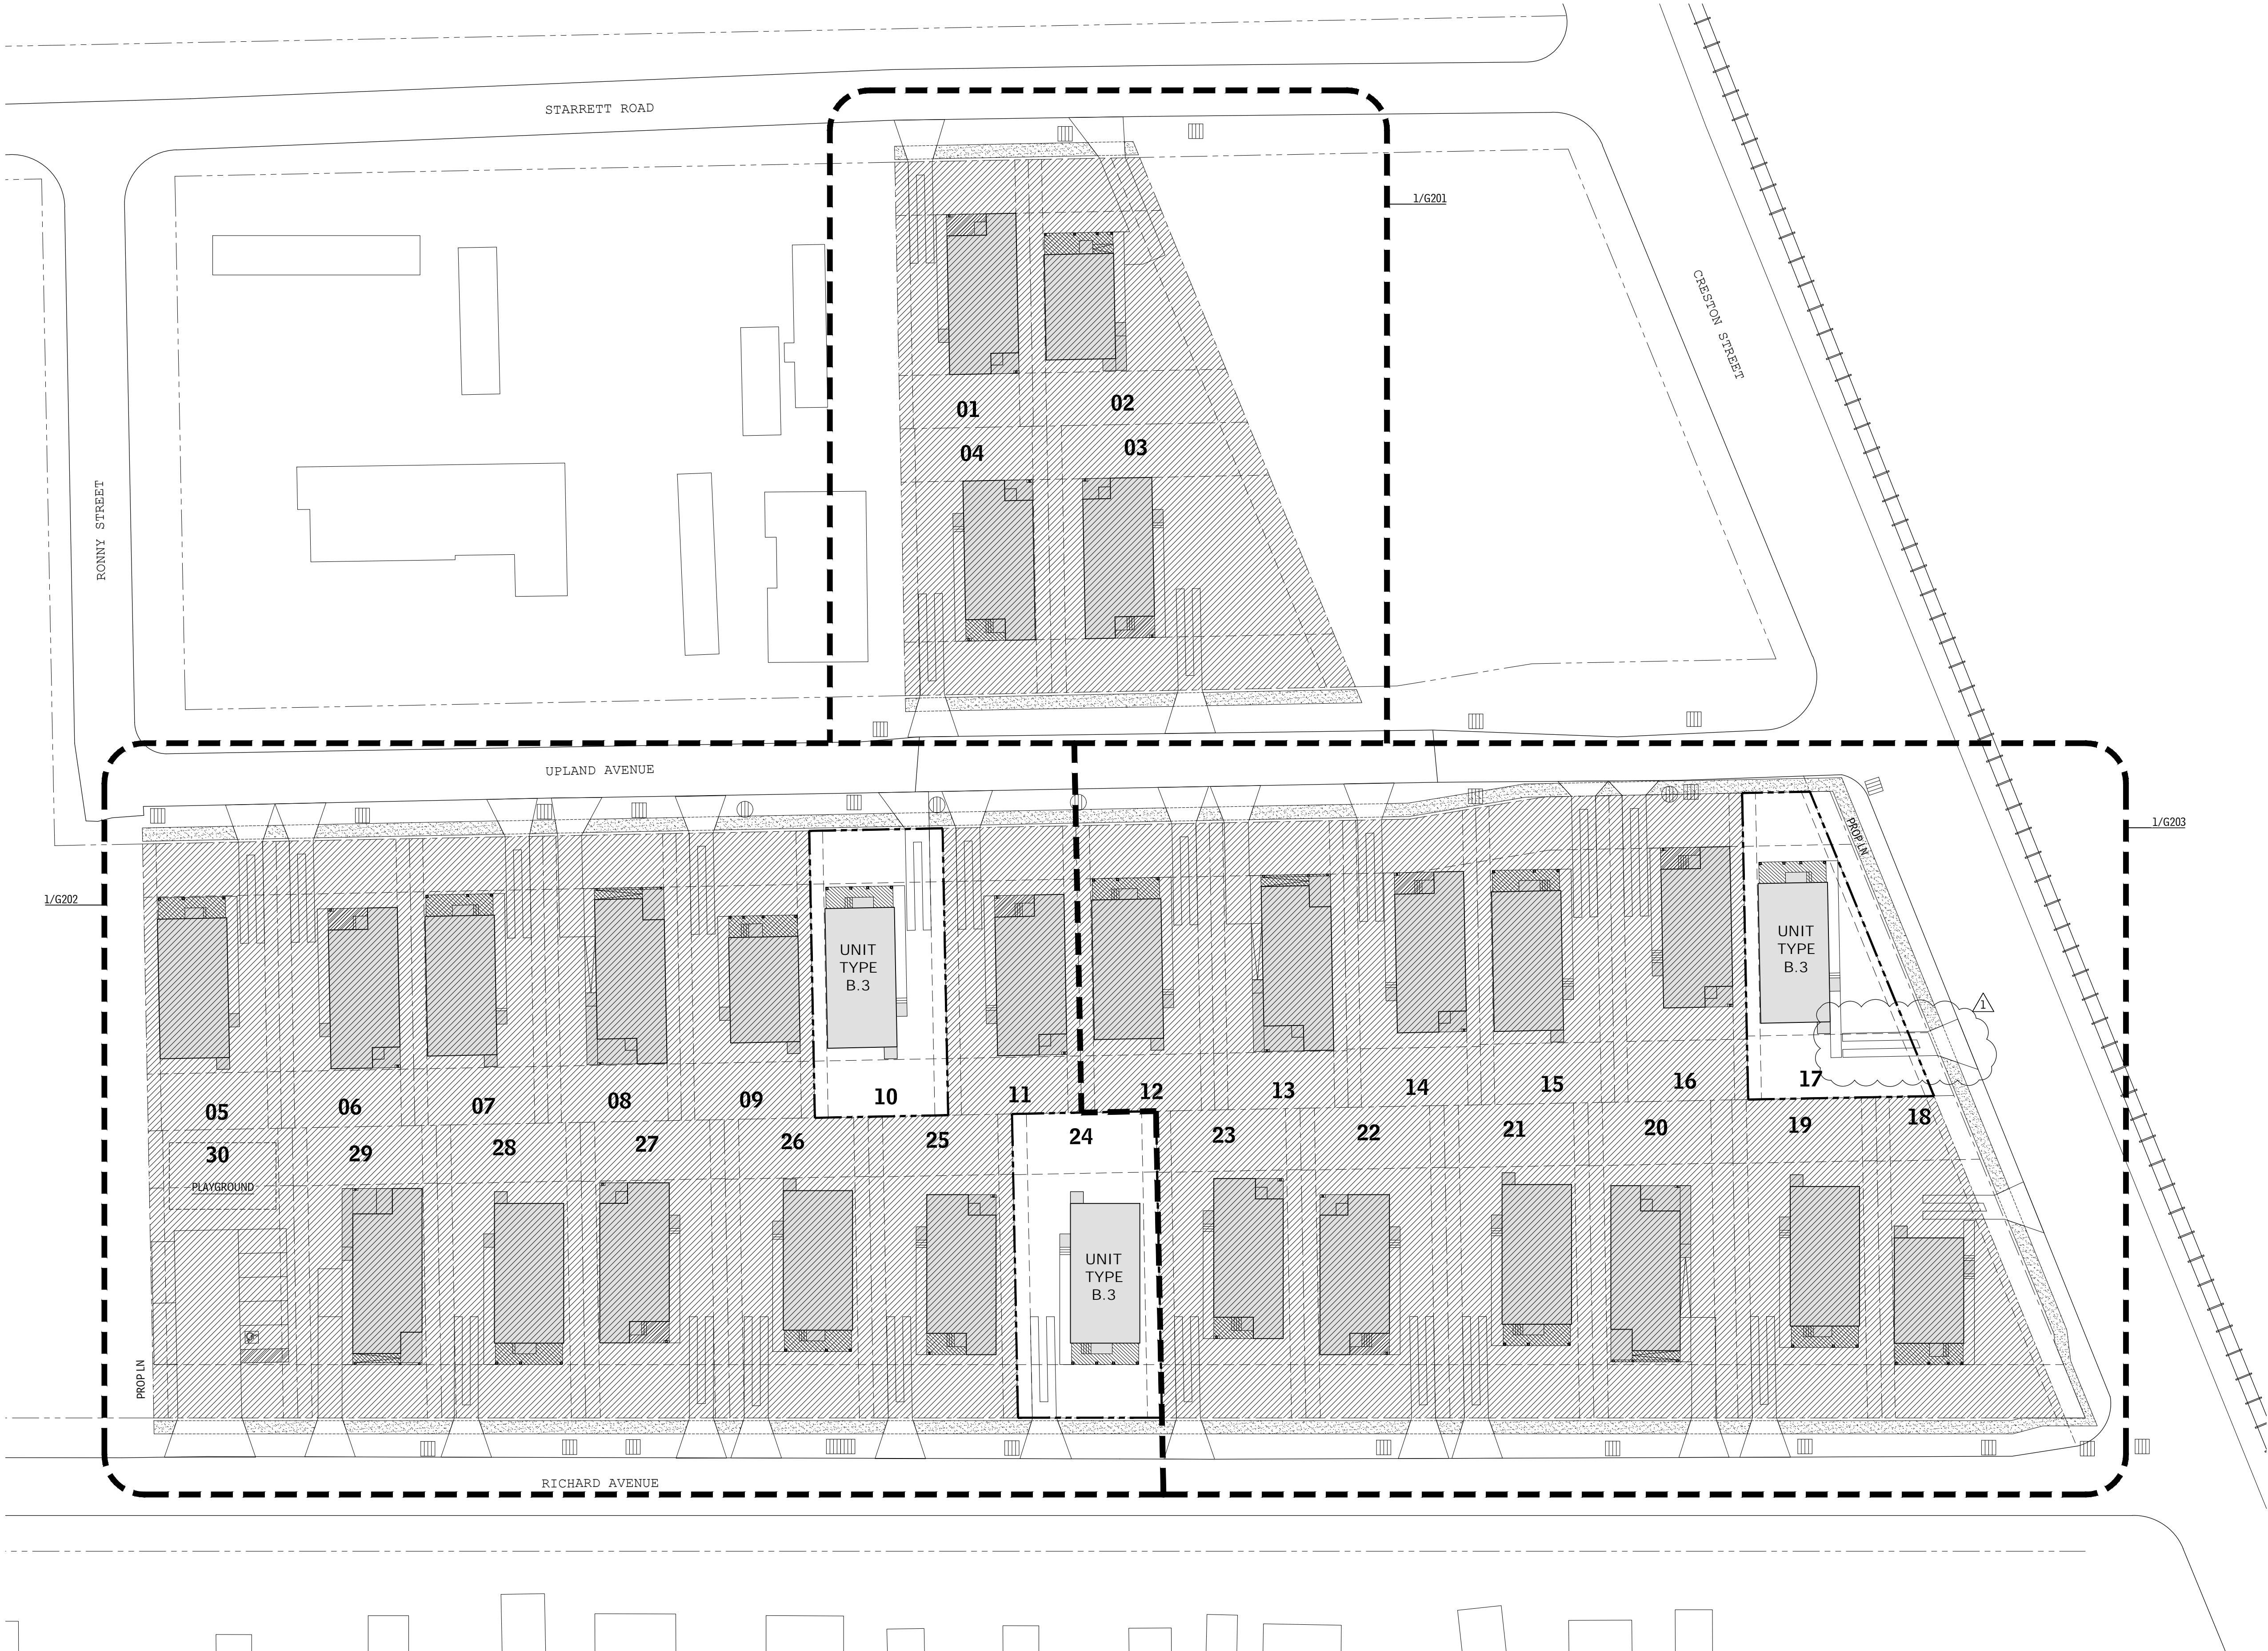 STARRETT ROAD
1/G201
CRESTON STREET
RONNY STREET
01
02
04
03
UPLAND AVENUE
1/G202
1/G203
PROP LN
UNIT
TYPE
B.3
UNIT
TYPE
B.3
1
05
06
07
08
09
10
11
12
13
14
15
16
17
18
30
29
28
27
26
25
24
23
22
21
20
19
PLAYGROUND
UNIT
TYPE
B.3
PROP LN
RICHARD AVENUE